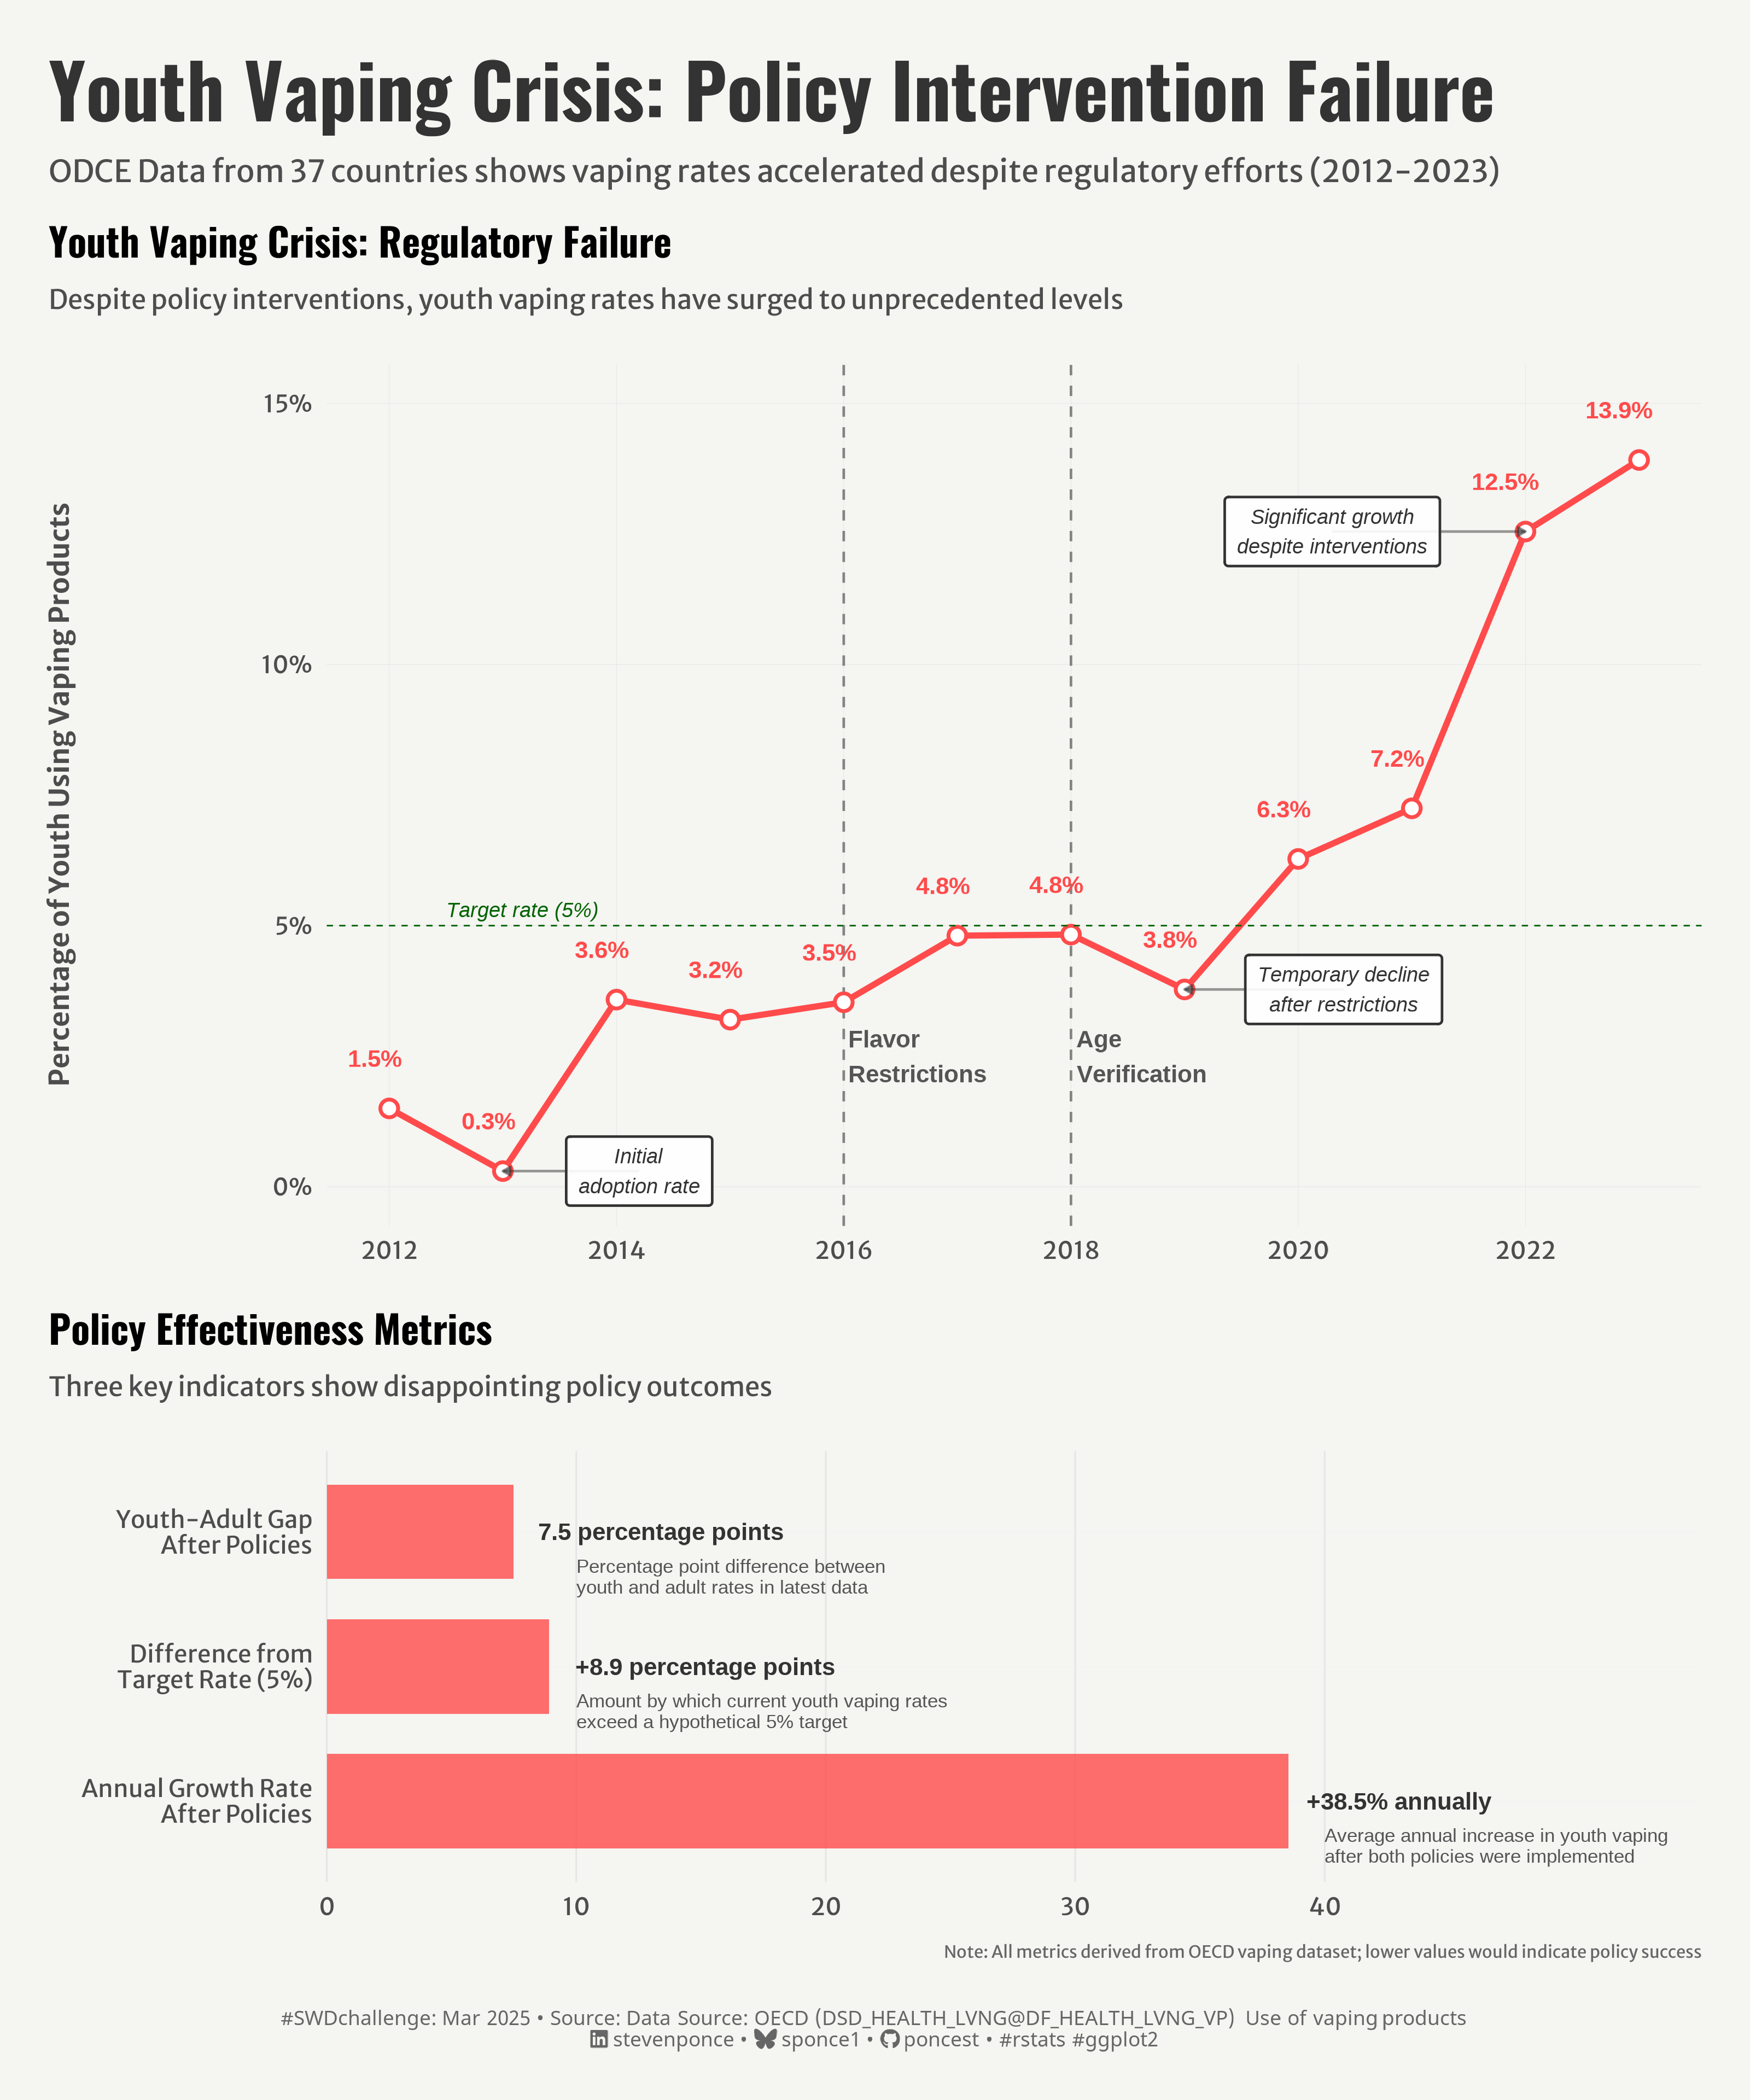 Youth Vaping Crisis: Policy Intervention Failure
ODCE Data from 37 countries shows vaping rates accelerated despite regulatory efforts (2012-2023)
Youth Vaping Crisis: Regulatory Failure
Despite policy interventions, youth vaping rates have surged to unprecedented levels
Percentage of Youth Using Vaping Products
15%
10%
5%
0%
13.9%
12.5%
Significant growth
despite interventions
7.2%
6.3%
4.8%
4.8%
Target rate (5%)
3.6%
3.2%
3.5%
3.8%
Temporary decline
after restrictions
Flavor
Restrictions
Age
Verification
1.5%
0.3%
Initial
adoption rate
2012
2014
2016
2018
2020
2022
Policy Effectiveness Metrics
Three key indicators show disappointing policy outcomes
Youth-Adult Gap
After Policies
7.5 percentage points
Percentage point difference between
youth and adult rates in latest data
Difference from
Target Rate (5%)
+8.9 percentage points
Amount by which current youth vaping rates
exceed a hypothetical 5% target
Annual Growth Rate
After Policies
+38.5% annually
Average annual increase in youth vaping
after both policies were implemented
0
10
20
30
40
Note: All metrics derived from OECD vaping dataset; lower values would indicate policy success
#SWDchallenge: Mar 2025 • Source: Data Source: OECD (DSD_HEALTH_LVNG@DF_HEALTH_LVNG_VP) Use of vaping products
stevenponce • sponce1 • poncest • #rstats #ggplot2